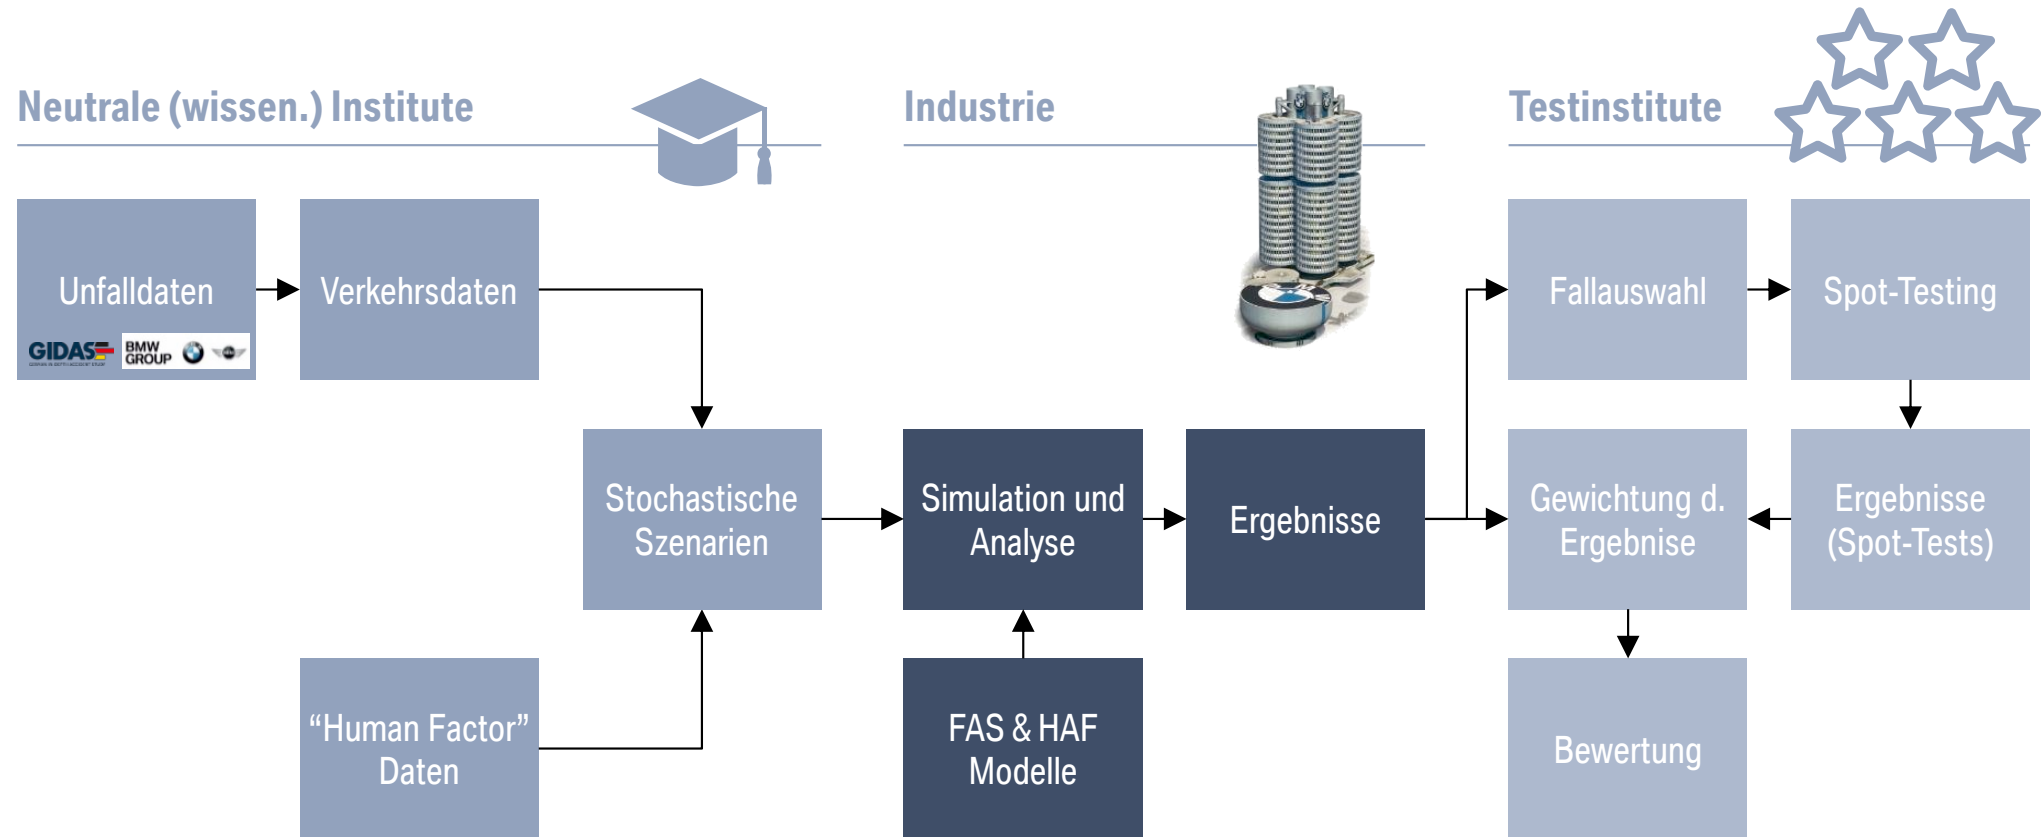 Neutrale (wissen.) Institute
Industrie
Testinstitute
Unfalldaten
GIDAS
BMW
GROUP
Verkehrsdaten
Fallauswahl
Spot-Testing
Stochastische
Szenarien
Simulation und
Analyse
Ergebnisse
Gewichtung d.
Ergebnise
Ergebnisse
(Spot-Tests)
“Human Factor”
Daten
FAS & HAF
Modelle
Bewertung